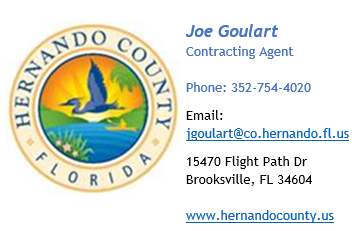 HERNANDO COUNTY
FLORIDA
Joe Goulart
Contracting Agent
Phone: 352-754-4020
Email:
jgoulart@co.hernando.fl.us
15470 Flight Path Dr
Brooksville, FL 34604
www.hernandocounty.us